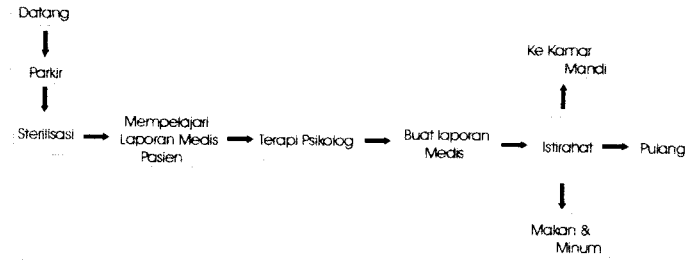 Datang
Parkir
Sterilisasi
Mempelajari
Laporan Medis
Pasien
Terapi Psikolog
Buat laporan
Medis
Istirahat
Ke Kamar
Mandi
Pulang
Makan &
Minum